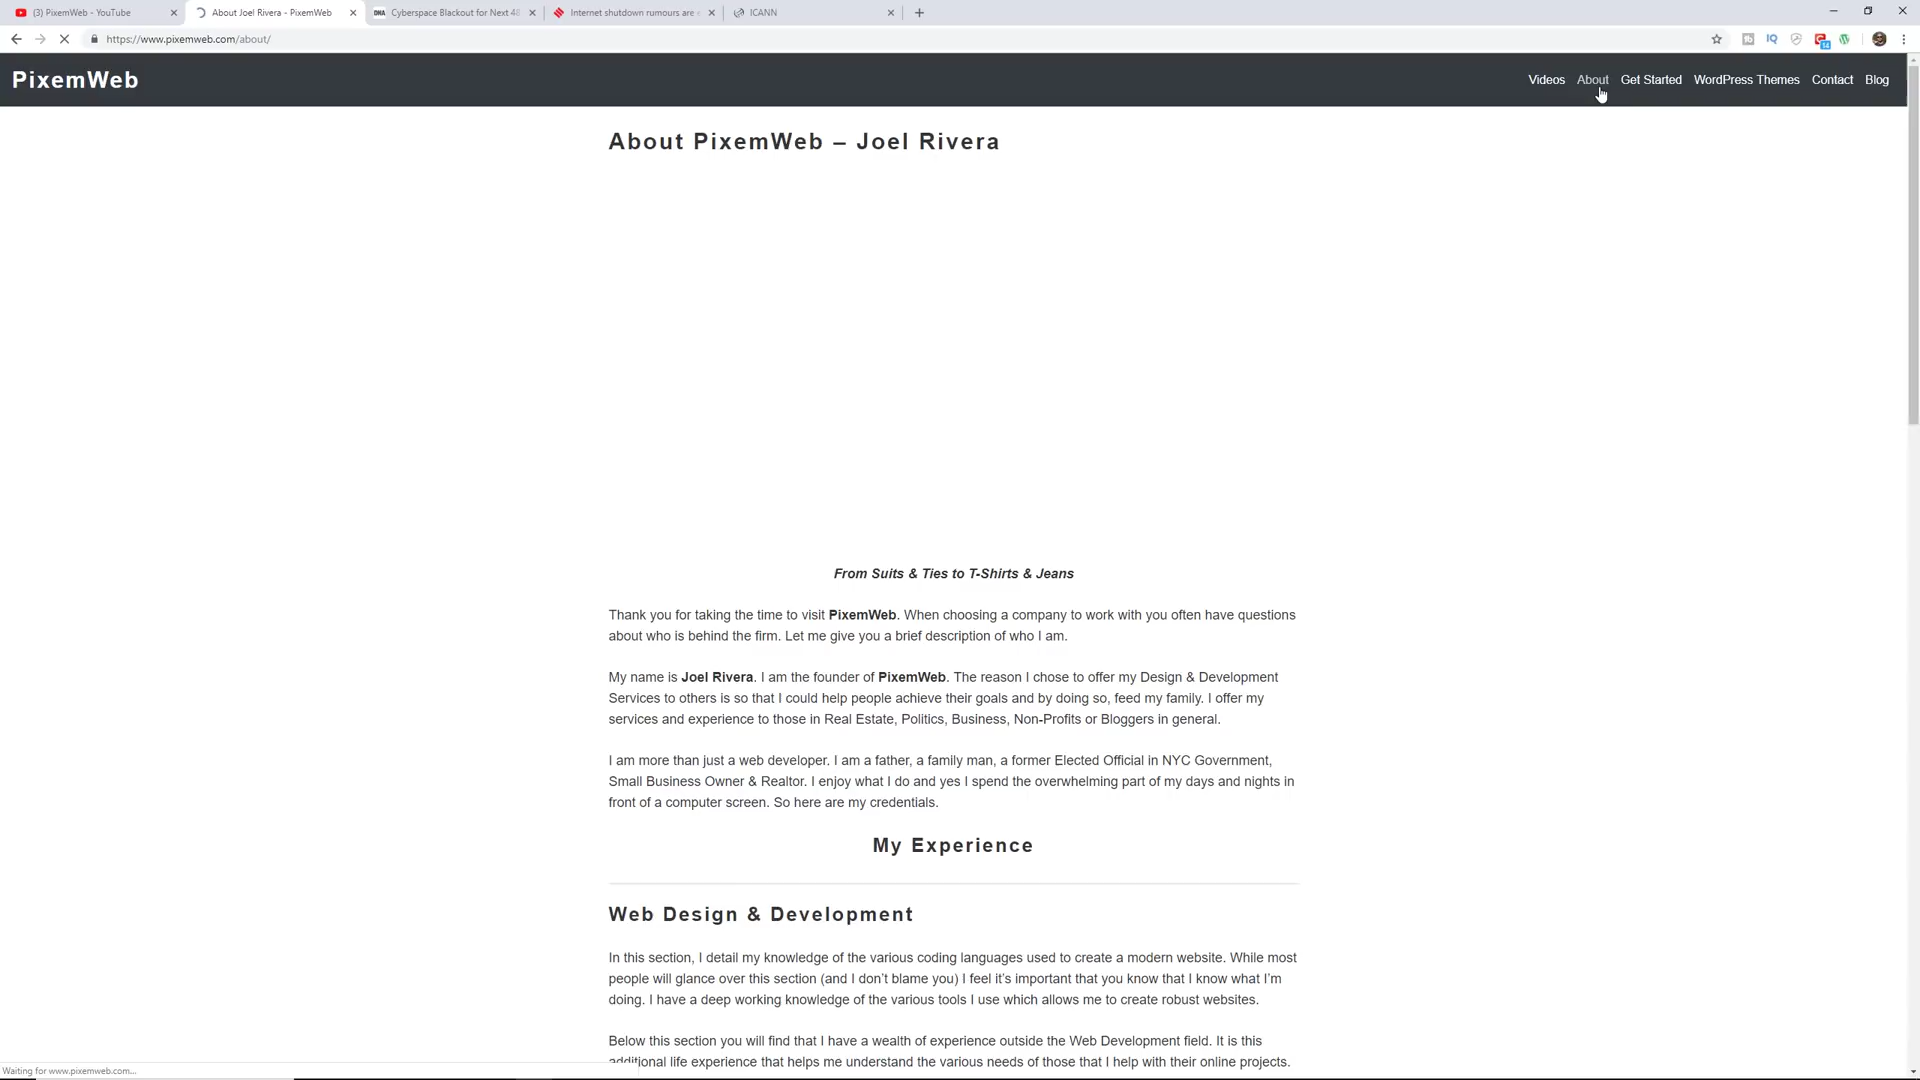 (3) PixemWeb - YouTube
About Joel Rivera - PixemWeb
DNA Cyberspace Blackout for Next 48
Internet shutdown rumours are
ICANN
https://www.pixemweb.com/about/
IQ
14
PixemWeb
Videos About Get Started WordPress Themes Contact Blog
About PixemWeb – Joel Rivera
From Suits & Ties to T-Shirts & Jeans
Thank you for taking the time to visit PixemWeb. When choosing a company to work with you often have questions
about who is behind the firm. Let me give you a brief description of who I am.
My name is Joel Rivera. I am the founder of PixemWeb. The reason I chose to offer my Design & Development
Services to others is so that I could help people achieve their goals and by doing so, feed my family. I offer my
services and experience to those in Real Estate, Politics, Business, Non-Profits or Bloggers in general.
I am more than just a web developer. I am a father, a family man, a former Elected Official in NYC Government,
Small Business Owner & Realtor. I enjoy what I do and yes I spend the overwhelming part of my days and nights in
front of a computer screen. So here are my credentials.
My Experience
Web Design & Development
In this section, I detail my knowledge of the various coding languages used to create a modern website. While most
people will glance over this section (and I don't blame you) I feel it's important that you know that I know what I'm
doing. I have a deep working knowledge of the various tools I use which allows me to create robust websites.
Below this section you will find that I have a wealth of experience outside the Web Development field. It is this
additional life experience that helps me understand the various needs of those that I help with their online projects.
Waiting for www.pixemweb.com...